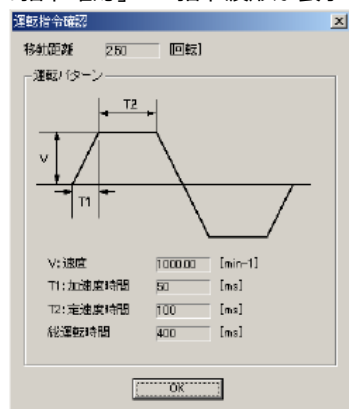 運転指令確認
移動距離 2.50 [回転]
運転パターン
T2
V
T1
V:速度 1000.00 [min-1]
T1:加速度時間 50 [ms]
T2:定速度時間 100 [ms]
総運転時間 400 [ms]
OK